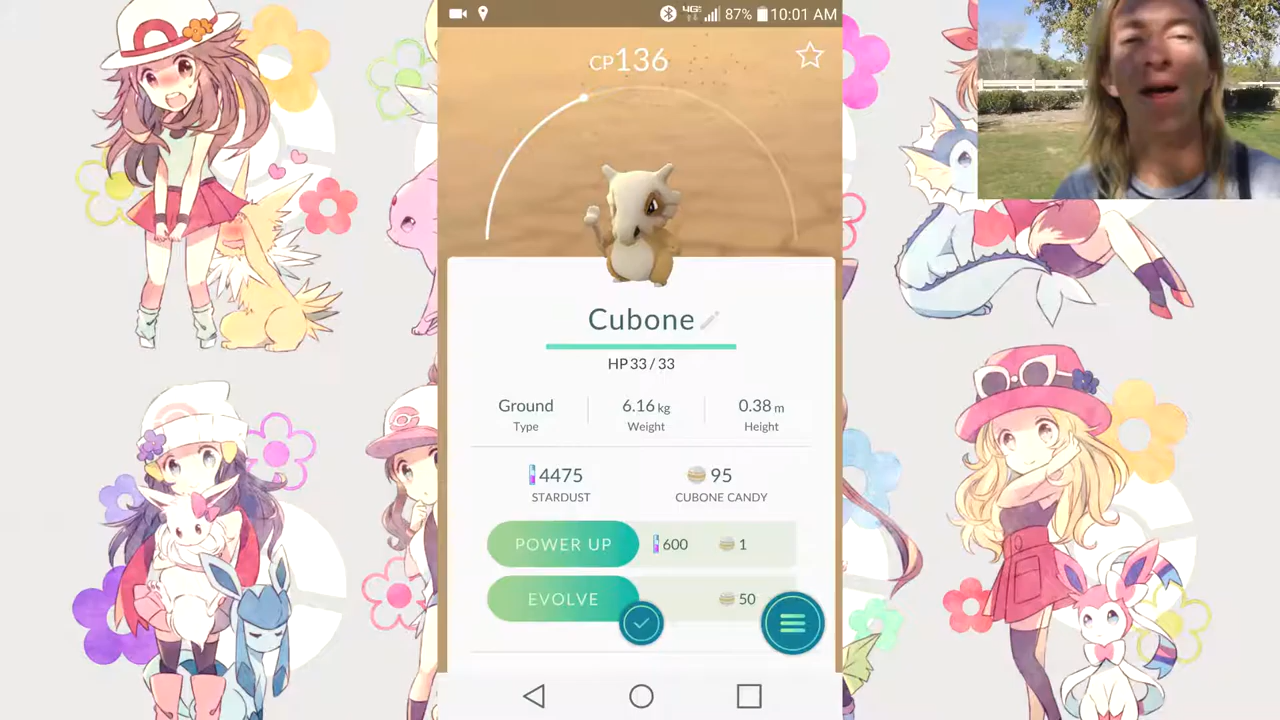 4G 87% 10:01 AM
CP136
Cubone
HP 33 / 33
Ground 6.16 kg 0.38 m
Type Weight Height
4475 95
STARDUST CUBONE CANDY
POWER UP 600 1
EVOLVE 50